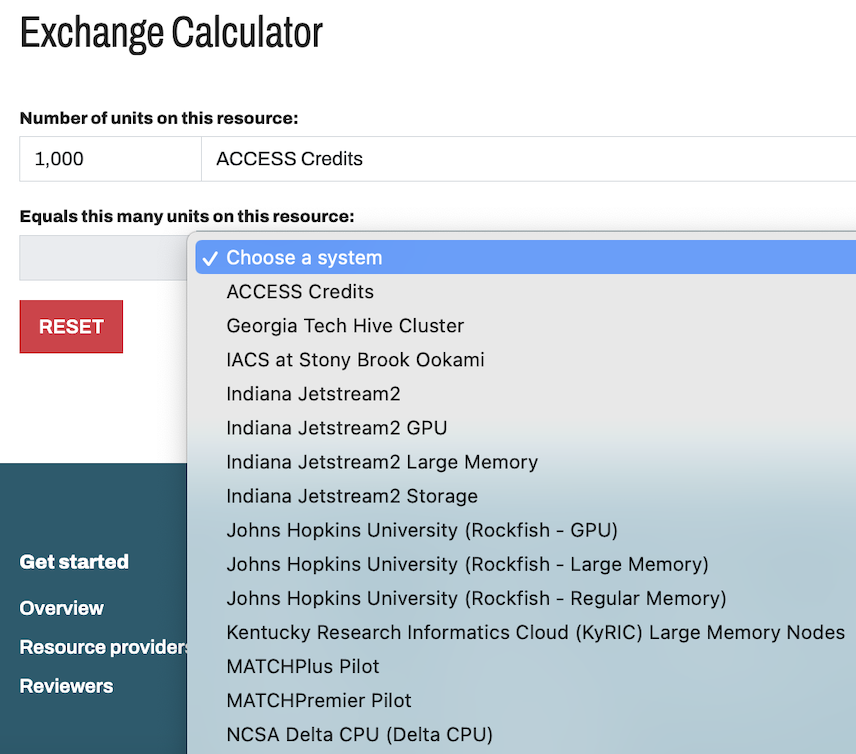 Exchange Calculator
Number of units on this resource:
1,000 ACCESS Credits
Equals this many units on this resource:
✓ Choose a system
ACCESS Credits
Georgia Tech Hive Cluster
IACS at Stony Brook Ookami
Indiana Jetstream2
Indiana Jetstream2 GPU
Indiana Jetstream2 Large Memory
Indiana Jetstream2 Storage
Johns Hopkins University (Rockfish - GPU)
Johns Hopkins University (Rockfish - Large Memory)
Johns Hopkins University (Rockfish - Regular Memory)
Kentucky Research Informatics Cloud (KyRIC) Large Memory Nodes
MATCHPlus Pilot
MATCHPremier Pilot
NCSA Delta CPU (Delta CPU)
RESET
Get started
Overview
Resource providers
Reviewers